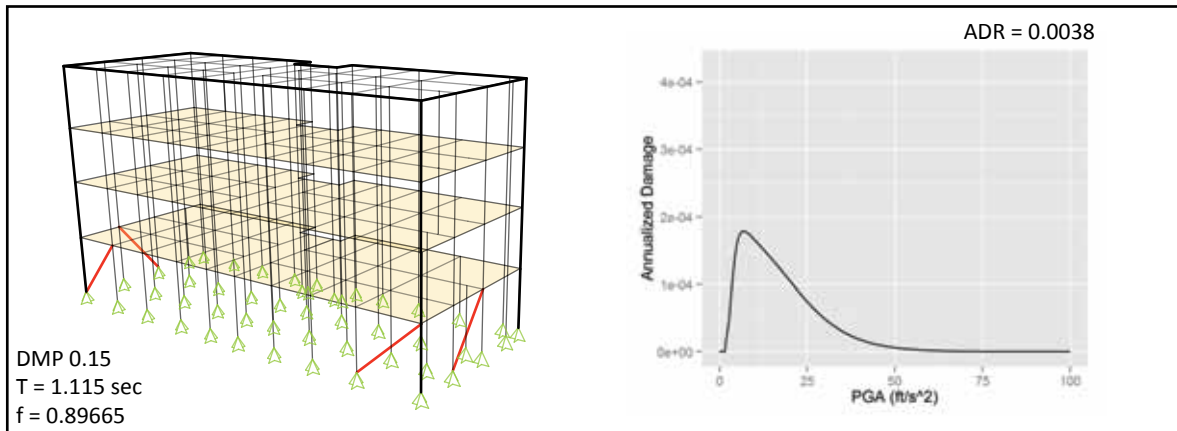 ADR = 0.0038
4e-04
3e-04
2e-04
1e-04
0e+00
Annualized Damage
0
25
50
75
100
PGA (ft/s^2)
DMP 0.15
T = 1.115 sec
f = 0.89665